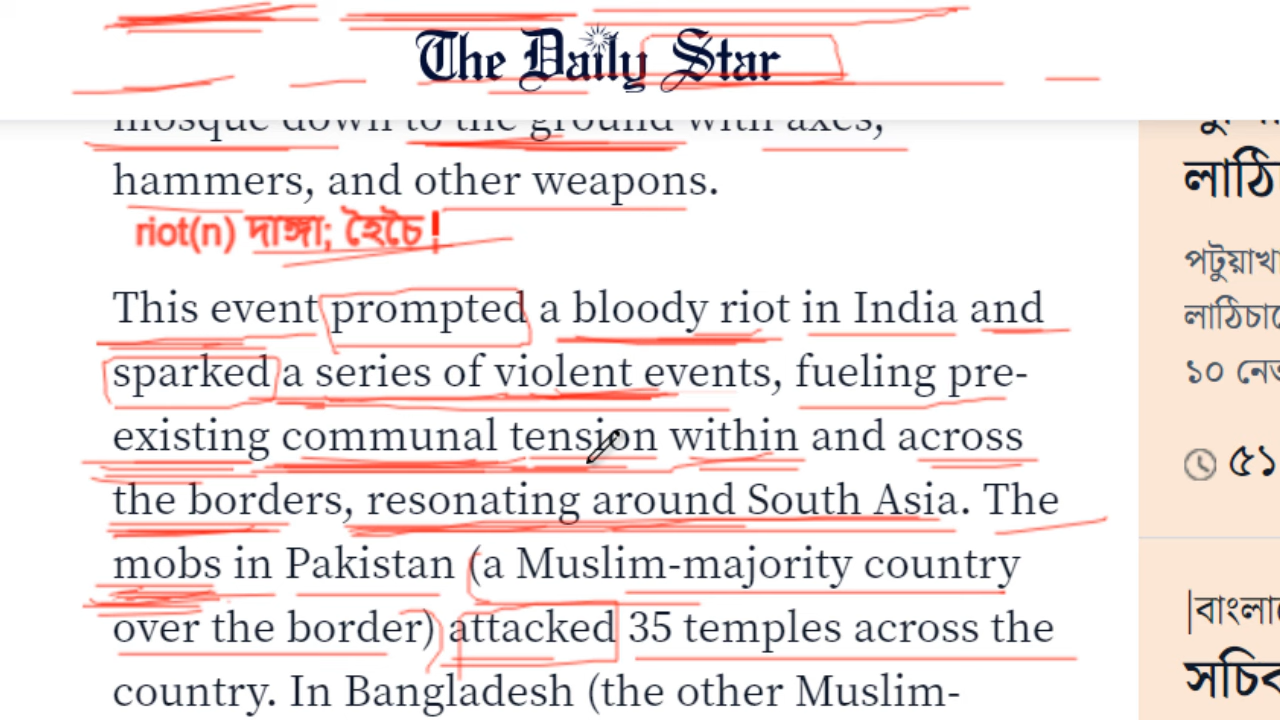 The Daily Star
mosque down to the ground with axes,
hammers, and other weapons.
riot(n) দাঙ্গা; হৈচৈ!
This event prompted a bloody riot in India and
sparked a series of violent events, fueling pre-
existing communal tension within and across
the borders, resonating around South Asia. The
mobs in Pakistan (a Muslim-majority country
over the border) attacked 35 temples across the
country. In Bangladesh (the other Muslim-
লাঠি
পটুয়াখা
লাঠিচা
১০ নে
৫১
|বাংলা
সচিব